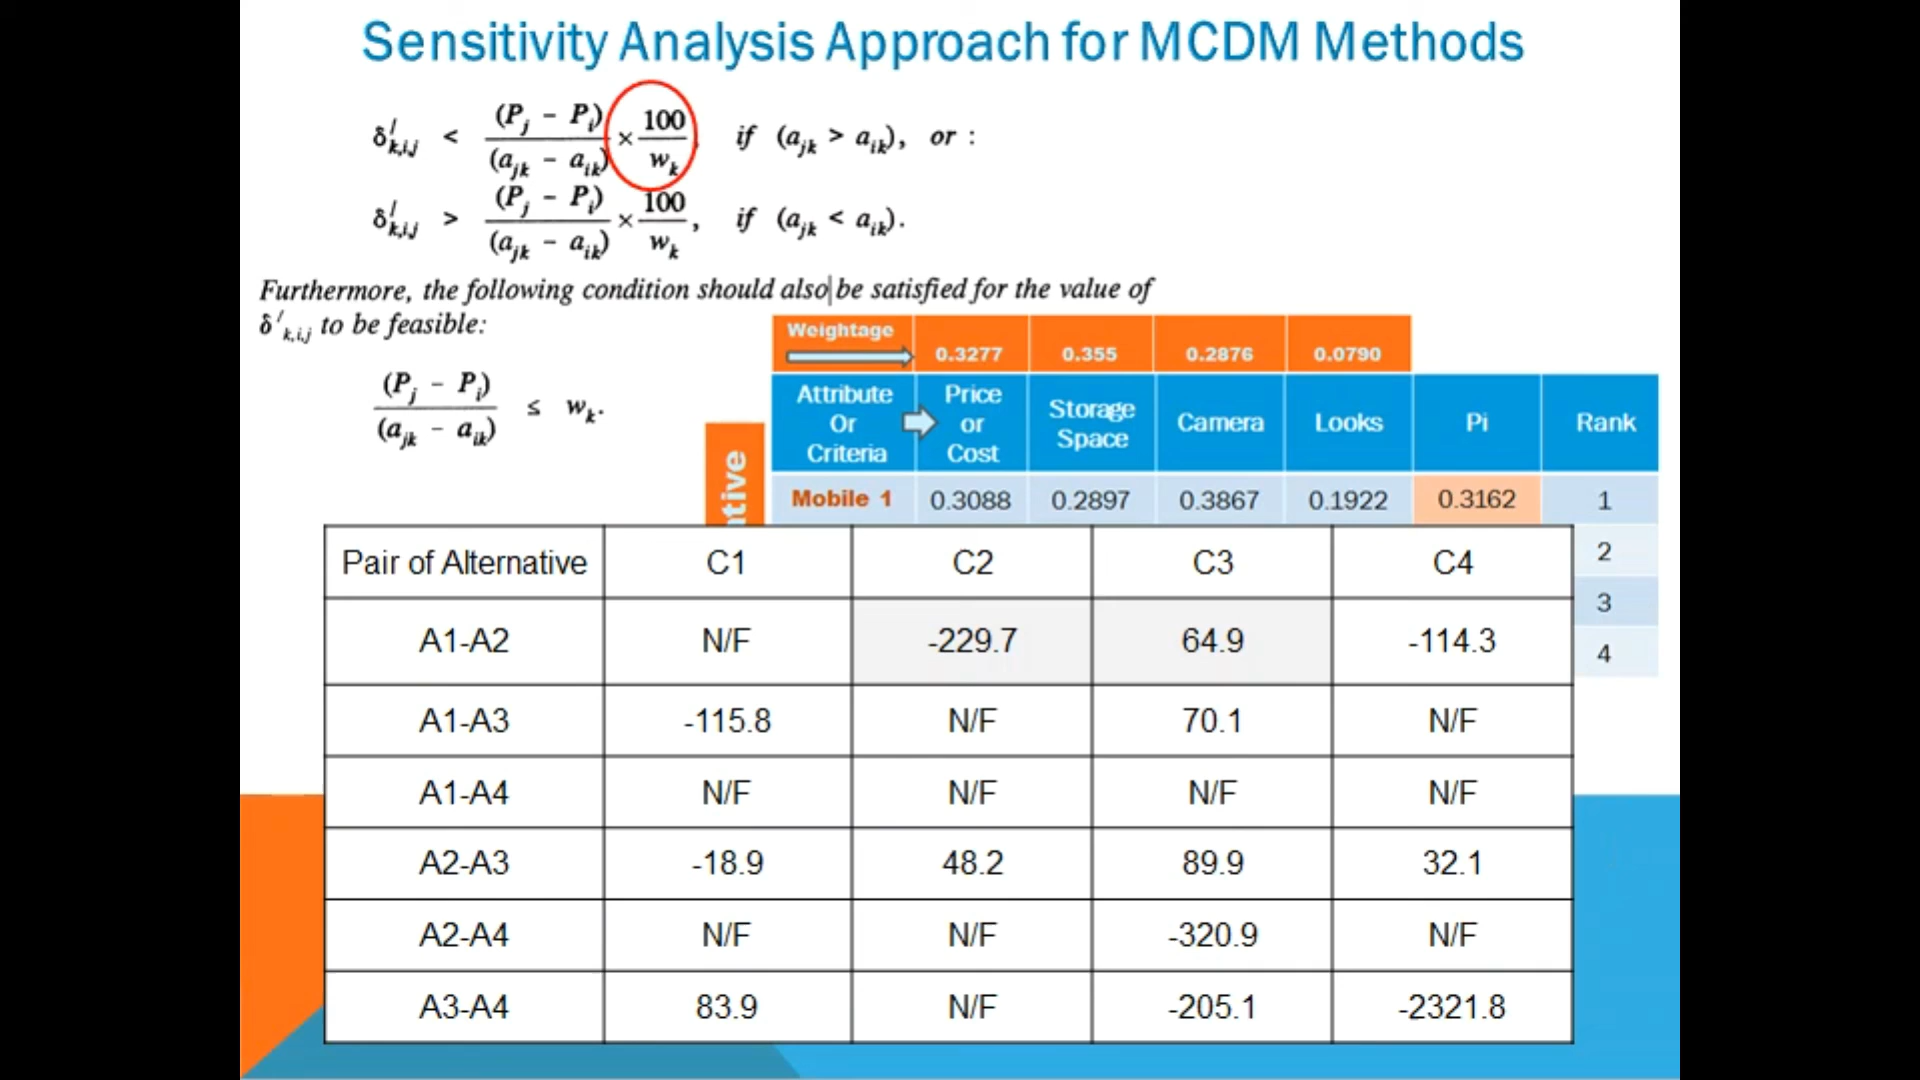 Sensitivity Analysis Approach for MCDM Methods
δ'k,i,j < (Pj − Pi) / (ajk − aik) × 100 / wk if (ajk > aik), or :
δ'k,i,j > (Pj − Pi) / (ajk − aik) × 100 / wk, if (ajk < aik).
Furthermore, the following condition should also be satisfied for the value of
δ'k,i,j to be feasible:
(Pj − Pi) / (ajk − aik) ≤ wk.
Weightage 0.3277 0.355 0.2876 0.0790
Attribute Or Criteria Price or Cost Storage Space Camera Looks Pi Rank
Mobile 1 0.3088 0.2897 0.3867 0.1922 0.3162 1
2
3
4
Pair of Alternative C1 C2 C3 C4
A1-A2 N/F -229.7 64.9 -114.3
A1-A3 -115.8 N/F 70.1 N/F
A1-A4 N/F N/F N/F N/F
A2-A3 -18.9 48.2 89.9 32.1
A2-A4 N/F N/F -320.9 N/F
A3-A4 83.9 N/F -205.1 -2321.8